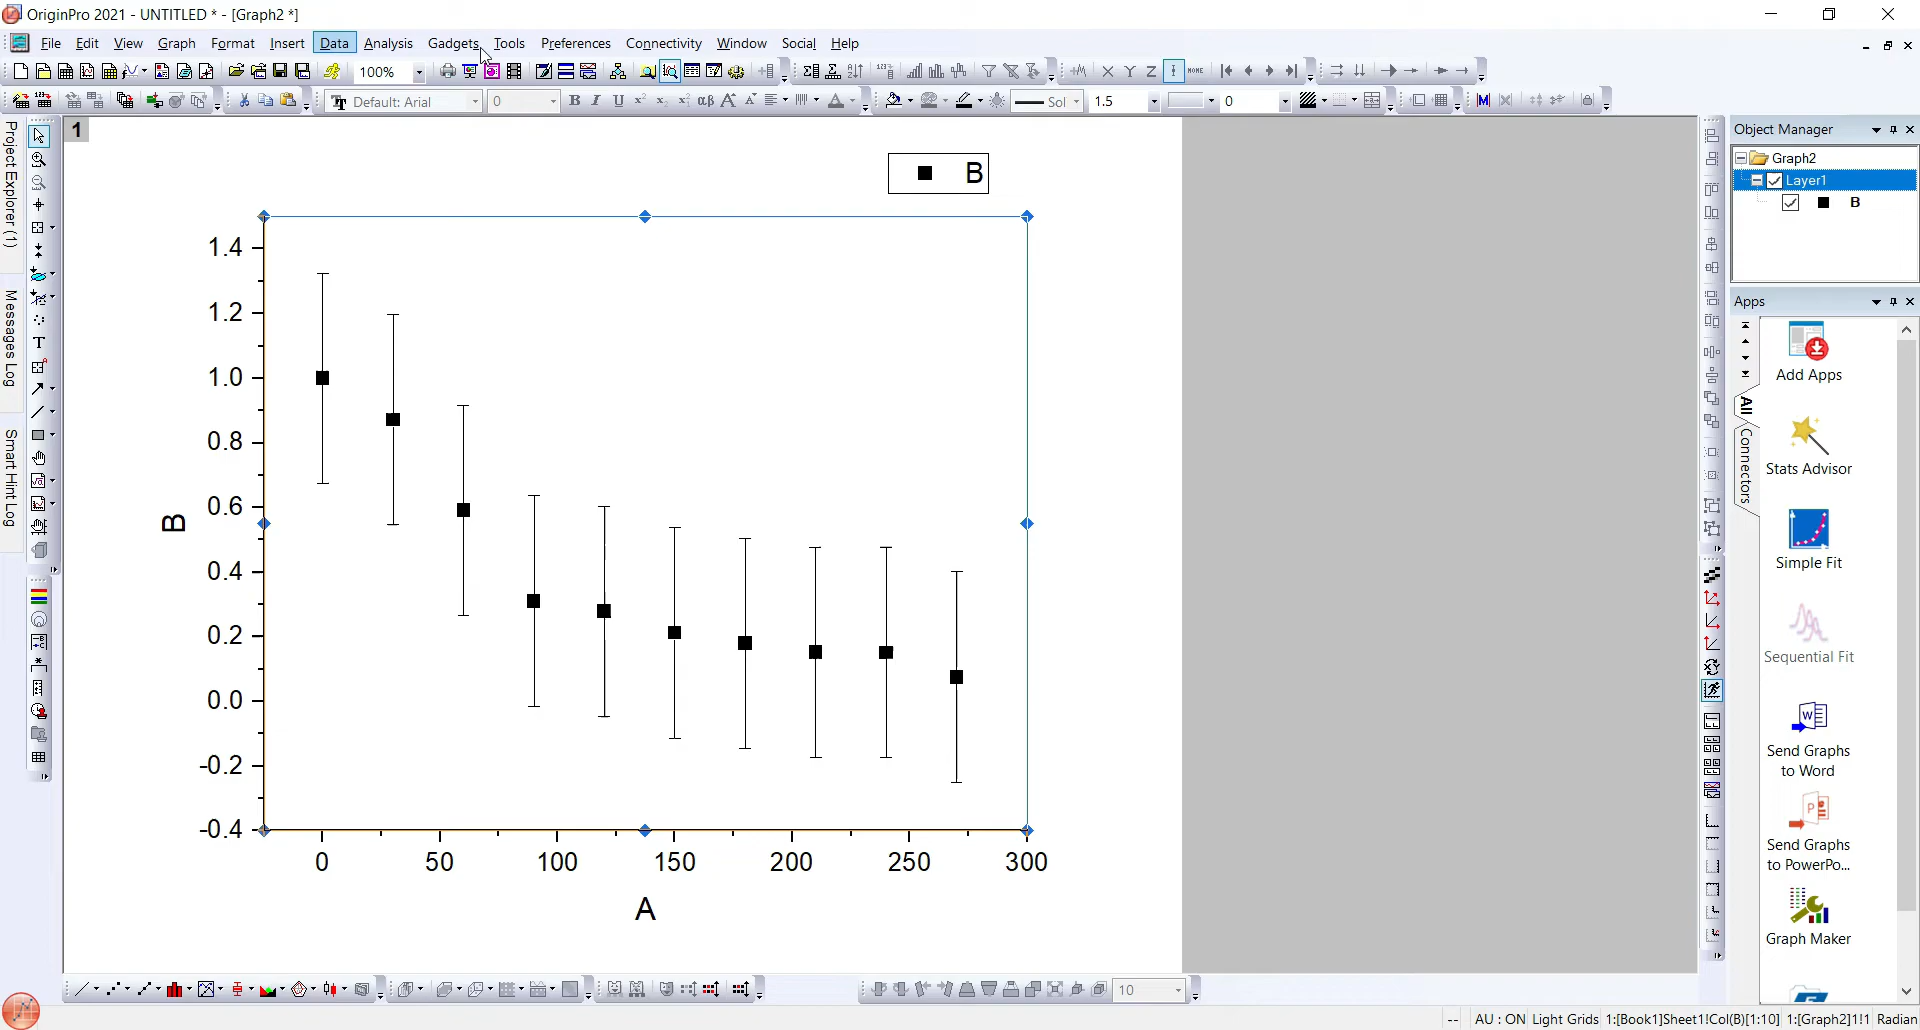 OriginPro 2021 - UNTITLED * - [Graph2 *]
File Edit View Graph Format Insert Data Analysis Gadgets Tools Preferences Connectivity Window Social Help
100%
Default: Arial 0 B I U αβ A A A Sol 1.5 0
Project Explorer (1)
Messages Log
Smart Hint Log
1
B
1.4
1.2
1.0
0.8
0.6
0.4
0.2
0.0
-0.2
-0.4
B
0 50 100 150 200 250 300
A
Object Manager
Graph2
Layer1
B
Apps
All
Connectors
Add Apps
Stats Advisor
Simple Fit
Sequential Fit
Send Graphs
to Word
Send Graphs
to PowerPo...
Graph Maker
10
-- AU : ON Light Grids 1:[Book1]Sheet1!Col(B)[1:10] 1:[Graph2]1!1 Radian